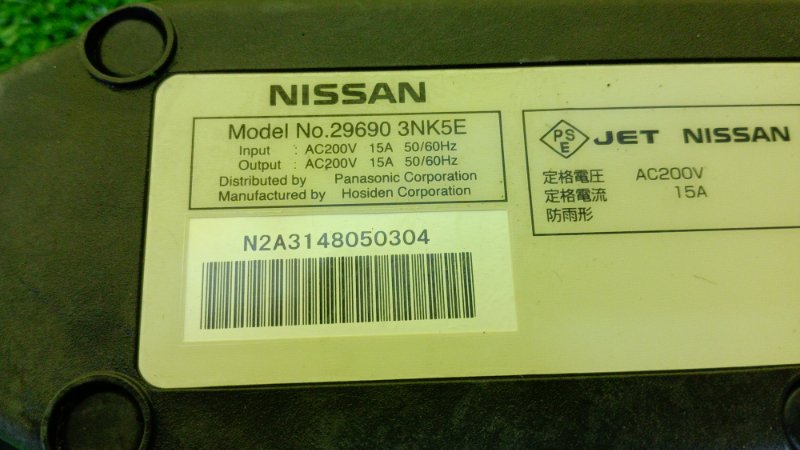 NISSAN
Model No.29690 3NK5E
Input : AC200V 15A 50/60Hz
Output : AC200V 15A 50/60Hz
Distributed by Panasonic Corporation
Manufactured by Hosiden Corporation
N2A3148050304
PS
E
JET NISSAN
定格電圧 AC200V
定格電流 15A
防雨形